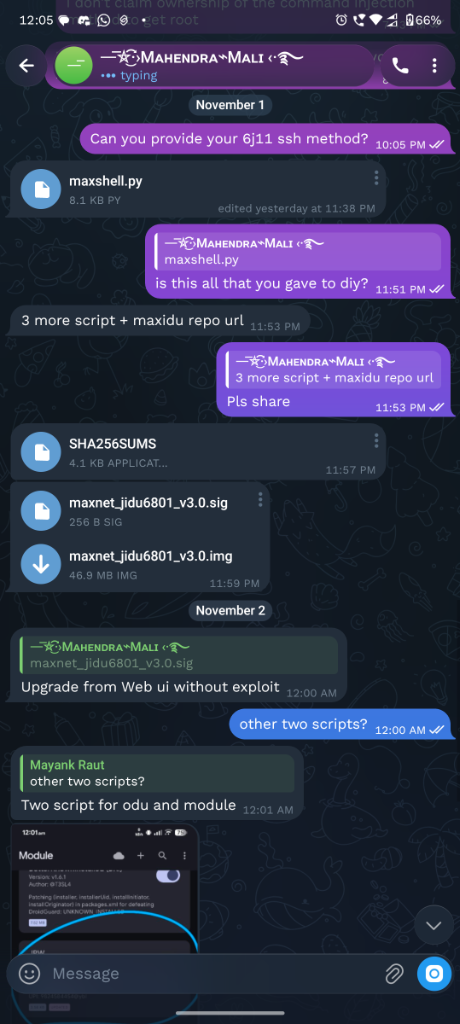 I don't claim ownership of the command injection
12:05
66%
MAHENDRA MALI
typing
November 1
Can you provide your 6j11 ssh method? 10:05 PM
maxshell.py
8.1 KB PY
edited yesterday at 11:38 PM
MAHENDRA MALI
maxshell.py
is this all that you gave to diy? 11:51 PM
3 more script + maxidu repo url 11:53 PM
MAHENDRA MALI
3 more script + maxidu repo url
Pls share 11:53 PM
SHA256SUMS
4.1 KB APPLICAT...
11:57 PM
maxnet_jidu6801_v3.0.sig
256 B SIG
maxnet_jidu6801_v3.0.img
46.9 MB IMG
11:59 PM
November 2
MAHENDRA MALI
maxnet_jidu6801_v3.0.sig
Upgrade from Web ui without exploit 12:00 AM
other two scripts? 12:00 AM
Mayank Raut
other two scripts?
Two script for odu and module 12:01 AM
12:01am
Module
Patching (installer, installerUid, installInitiator,
UNKNOWN
Message